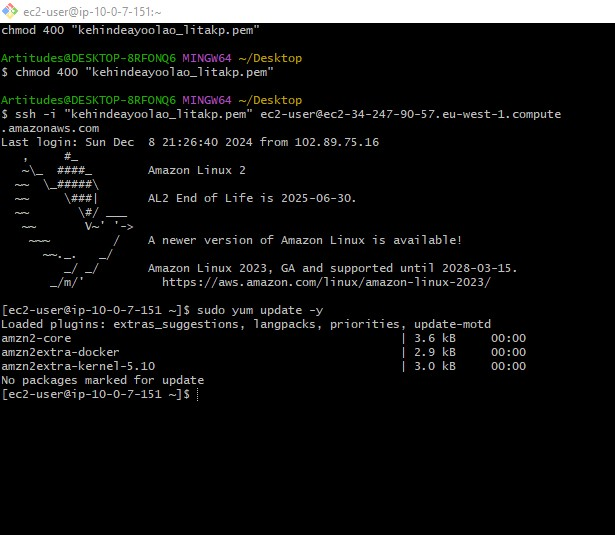 ec2-user@ip-10-0-7-151:~
chmod 400 "kehindeayoolao_litakp.pem"
Artitudes@DESKTOP-8RFONQ6 MINGW64 ~/Desktop
$ chmod 400 "kehindeayoolao_litakp.pem"
Artitudes@DESKTOP-8RFONQ6 MINGW64 ~/Desktop
$ ssh -i "kehindeayoolao_litakp.pem" ec2-user@ec2-34-247-90-57.eu-west-1.compute
.amazonaws.com
Last login: Sun Dec  8 21:26:40 2024 from 102.89.75.16
   ,     #_
   ~\_  ####_        Amazon Linux 2
  ~~  \_#####\
  ~~     \###|       AL2 End of Life is 2025-06-30.
  ~~       \#/ ___
   ~~       V~' '->
    ~~~         /    A newer version of Amazon Linux is available!
      ~~._.   _/
         _/ _/       Amazon Linux 2023, GA and supported until 2028-03-15.
       _/m/'           https://aws.amazon.com/linux/amazon-linux-2023/
[ec2-user@ip-10-0-7-151 ~]$ sudo yum update -y
Loaded plugins: extras_suggestions, langpacks, priorities, update-motd
amzn2-core                                               | 3.6 kB     00:00
amzn2extra-docker                                        | 2.9 kB     00:00
amzn2extra-kernel-5.10                                   | 3.0 kB     00:00
No packages marked for update
[ec2-user@ip-10-0-7-151 ~]$